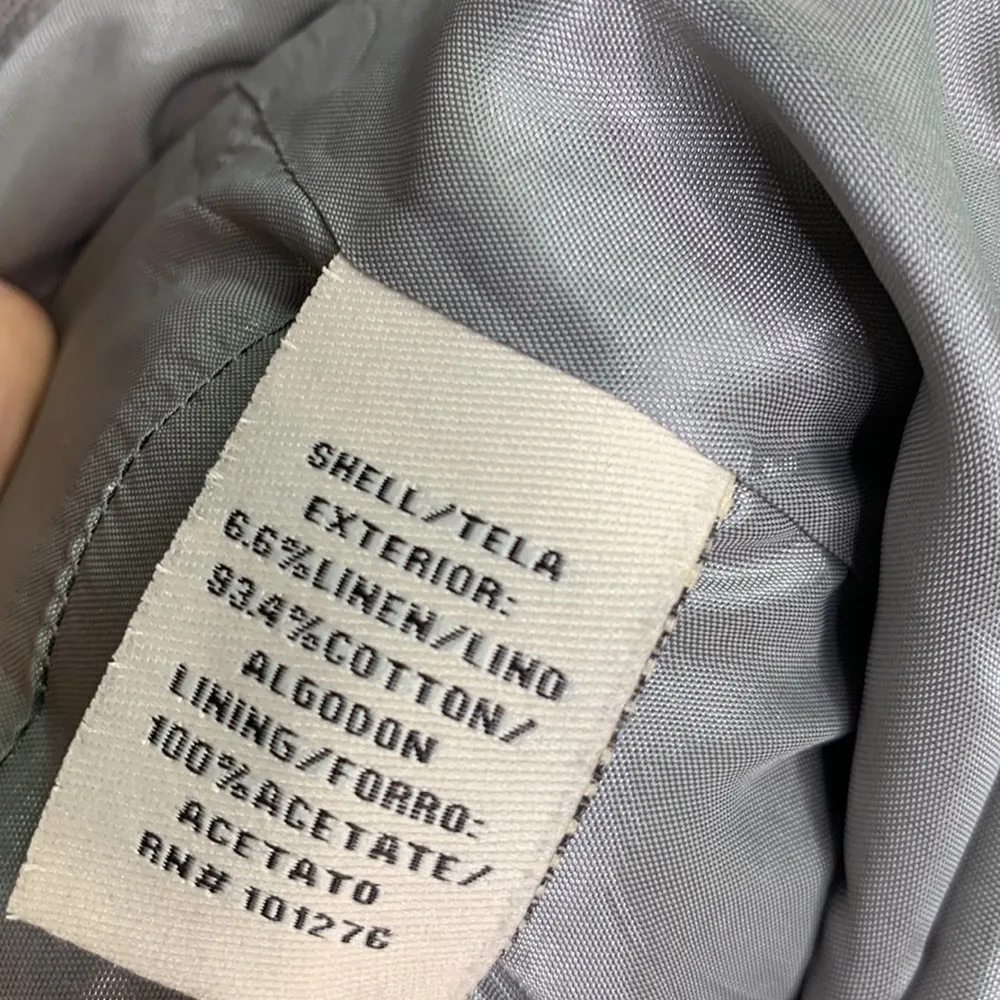 SHELL/TELA
EXTERIOR:
6.6%LINEN/LINO
93.4%COTTON/
ALGODON
LINING/FORRO:
100%ACETATE/
ACETATO
RN# 101276